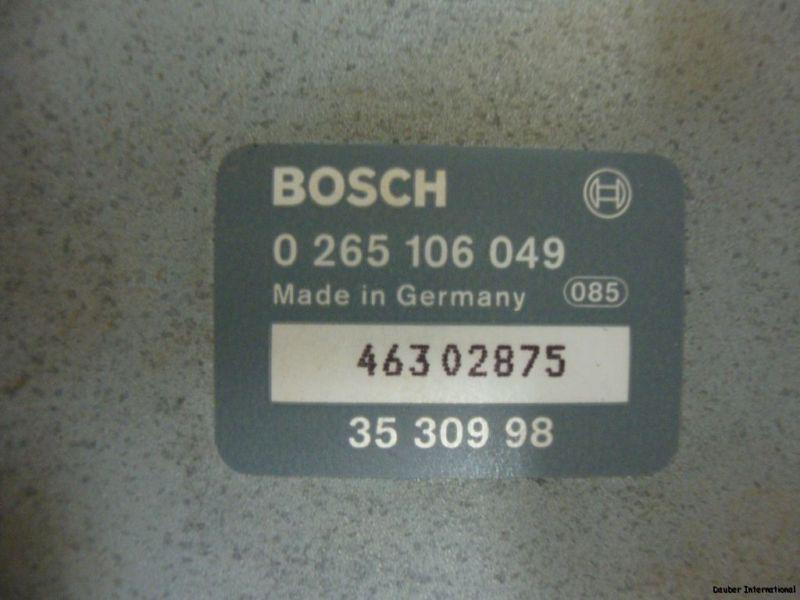 BOSCH
0 265 106 049
Made in Germany 085
46302875
35 309 98
Dauber International